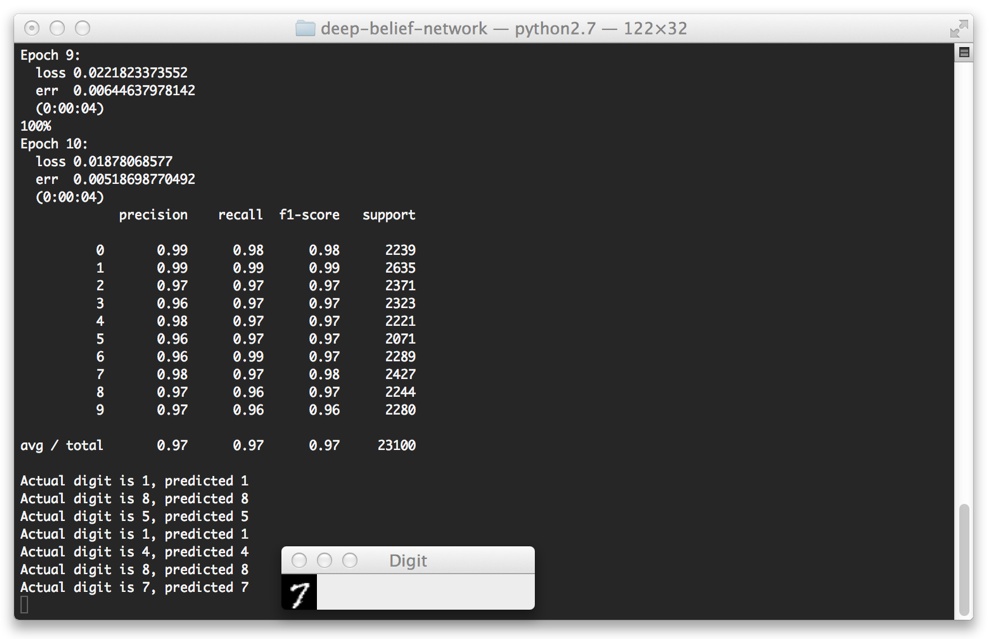 deep-belief-network — python2.7 — 122×32
Epoch 9:
loss 0.0221823373552
err 0.00644637978142
(0:00:04)
100%
Epoch 10:
loss 0.01878068577
err 0.00518698770492
(0:00:04)
precision recall f1-score support
0 0.99 0.98 0.98 2239
1 0.99 0.99 0.99 2635
2 0.97 0.97 0.97 2371
3 0.96 0.97 0.97 2323
4 0.98 0.97 0.97 2221
5 0.96 0.97 0.97 2071
6 0.96 0.99 0.97 2289
7 0.98 0.97 0.98 2427
8 0.97 0.96 0.97 2244
9 0.97 0.96 0.96 2280
avg / total 0.97 0.97 0.97 23100
Actual digit is 1, predicted 1
Actual digit is 8, predicted 8
Actual digit is 5, predicted 5
Actual digit is 1, predicted 1
Actual digit is 4, predicted 4
Actual digit is 8, predicted 8
Actual digit is 7, predicted 7
Digit
7